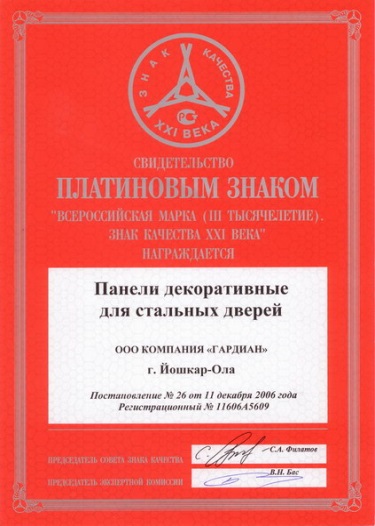 ЗНАК КАЧЕСТВА
XXI ВЕКА
СВИДЕТЕЛЬСТВО
ПЛАТИНОВЫМ ЗНАКОМ
"ВСЕРОССИЙСКАЯ МАРКА (III ТЫСЯЧЕЛЕТИЕ).
ЗНАК КАЧЕСТВА XXI ВЕКА"
НАГРАЖДАЕТСЯ
Панели декоративные
для стальных дверей
ООО КОМПАНИЯ «ГАРДИАН»
г. Йошкар-Ола
Постановление № 26 от 11 декабря 2006 года
Регистрационный № 11606А5609
С.А. Филатов
ПРЕДСЕДАТЕЛЬ СОВЕТА ЗНАКА КАЧЕСТВА
В.Н. Бас
ПРЕДСЕДАТЕЛЬ ЭКСПЕРТНОЙ КОМИССИИ